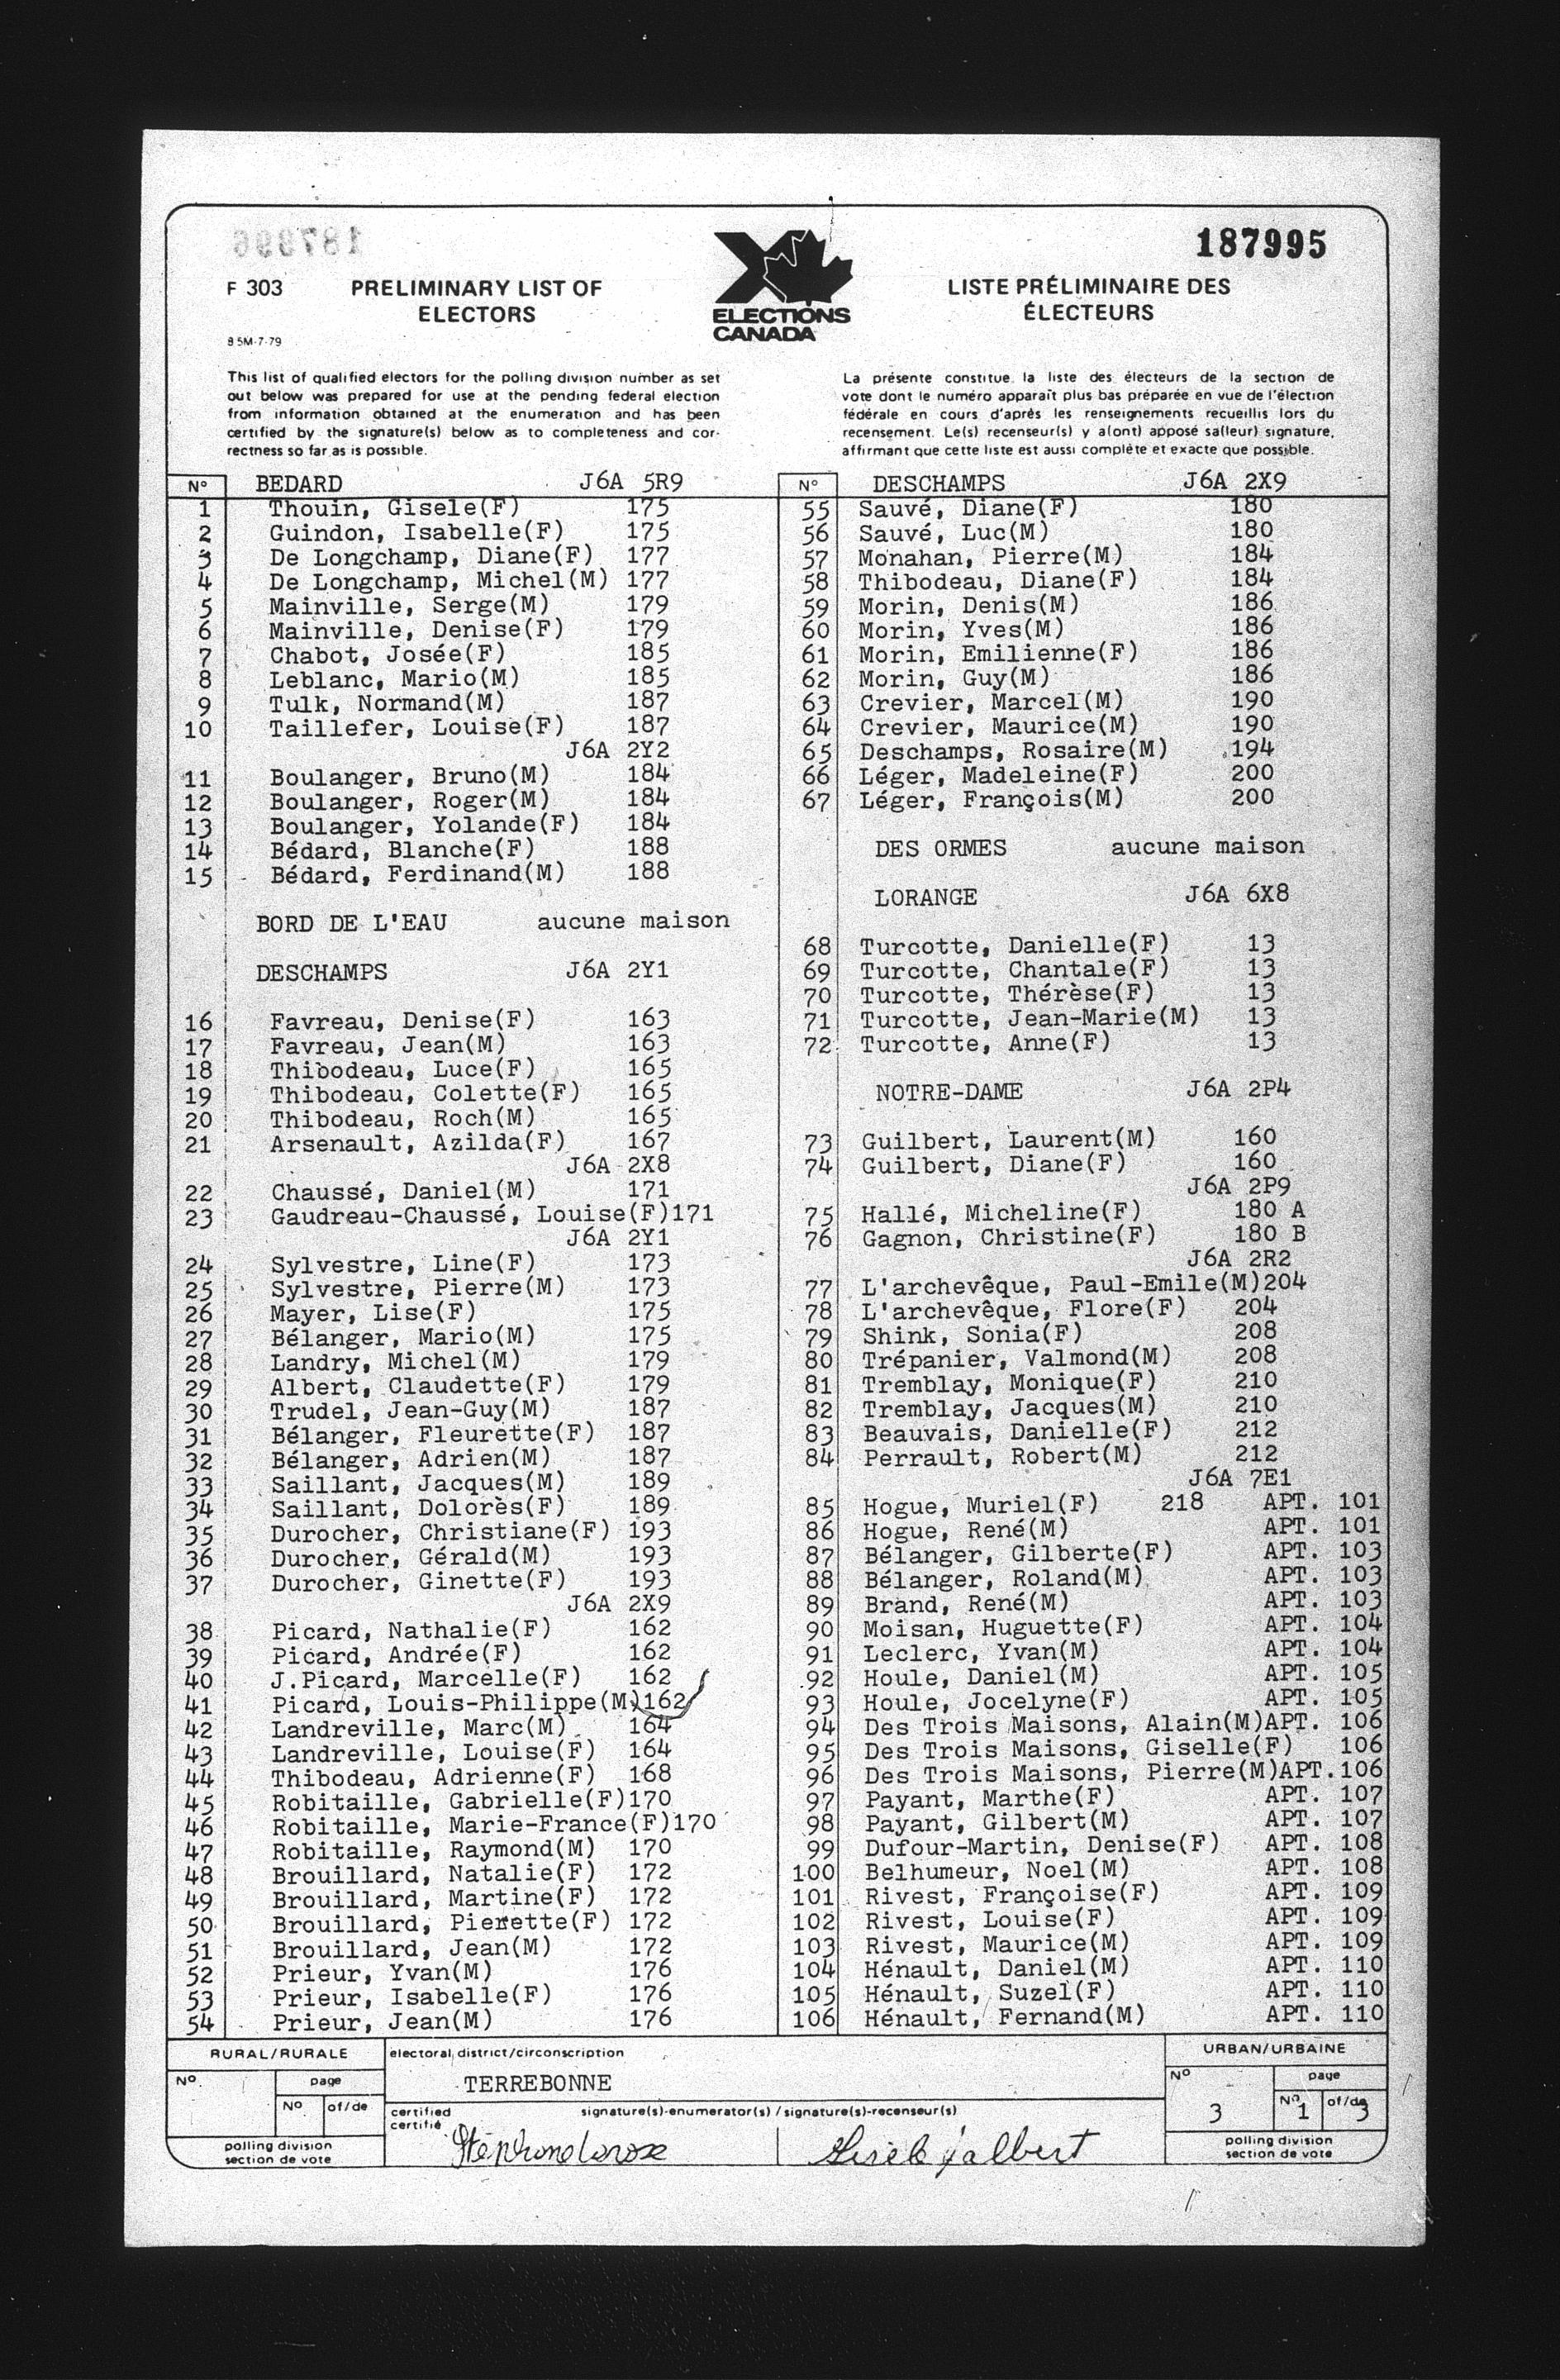 187995
F 303
PRELIMINARY LIST OF
ELECTORS
8 5M-7-79
ELECTIONS
CANADA
LISTE PRÉLIMINAIRE DES
ÉLECTEURS
This list of qualified electors for the polling division number as set
out below was prepared for use at the pending federal election
from information obtained at the enumeration and has been
certified by the signature(s) below as to completeness and cor-
rectness so far as is possible.
La présente constitue la liste des électeurs de la section de
vote dont le numéro apparaît plus bas préparée en vue de l'élection
fédérale en cours d'après les renseignements recueillis lors du
recensement. Le(s) recenseur(s) y a(ont) apposé sa(leur) signature,
affirmant que cette liste est aussi complète et exacte que possible.
N° BEDARD J6A 5R9
1 Thouin, Gisele(F) 175
2 Guindon, Isabelle(F) 175
3 De Longchamp, Diane(F) 177
4 De Longchamp, Michel(M) 177
5 Mainville, Serge(M) 179
6 Mainville, Denise(F) 179
7 Chabot, Josée(F) 185
8 Leblanc, Mario(M) 185
9 Tulk, Normand(M) 187
10 Taillefer, Louise(F) 187
J6A 2Y2
11 Boulanger, Bruno(M) 184
12 Boulanger, Roger(M) 184
13 Boulanger, Yolande(F) 184
14 Bédard, Blanche(F) 188
15 Bédard, Ferdinand(M) 188
BORD DE L'EAU aucune maison
DESCHAMPS J6A 2Y1
16 Favreau, Denise(F) 163
17 Favreau, Jean(M) 163
18 Thibodeau, Luce(F) 165
19 Thibodeau, Colette(F) 165
20 Thibodeau, Roch(M) 165
21 Arsenault, Azilda(F) 167
J6A 2X8
22 Chaussé, Daniel(M) 171
23 Gaudreau-Chaussé, Louise(F)171
J6A 2Y1
24 Sylvestre, Line(F) 173
25 Sylvestre, Pierre(M) 173
26 Mayer, Lise(F) 175
27 Bélanger, Mario(M) 175
28 Landry, Michel(M) 179
29 Albert, Claudette(F) 179
30 Trudel, Jean-Guy(M) 187
31 Bélanger, Fleurette(F) 187
32 Bélanger, Adrien(M) 187
33 Saillant, Jacques(M) 189
34 Saillant, Dolorès(F) 189
35 Durocher, Christiane(F) 193
36 Durocher, Gérald(M) 193
37 Durocher, Ginette(F) 193
J6A 2X9
38 Picard, Nathalie(F) 162
39 Picard, Andrée(F) 162
40 J.Picard, Marcelle(F) 162
41 Picard, Louis-Philippe(M)162
42 Landreville, Marc(M) 164
43 Landreville, Louise(F) 164
44 Thibodeau, Adrienne(F) 168
45 Robitaille, Gabrielle(F)170
46 Robitaille, Marie-France(F)170
47 Robitaille, Raymond(M) 170
48 Brouillard, Natalie(F) 172
49 Brouillard, Martine(F) 172
50 Brouillard, Pierette(F) 172
51 Brouillard, Jean(M) 172
52 Prieur, Yvan(M) 176
53 Prieur, Isabelle(F) 176
54 Prieur, Jean(M) 176
N° DESCHAMPS J6A 2X9
55 Sauvé, Diane(F) 180
56 Sauvé, Luc(M) 180
57 Monahan, Pierre(M) 184
58 Thibodeau, Diane(F) 184
59 Morin, Denis(M) 186
60 Morin, Yves(M) 186
61 Morin, Emilienne(F) 186
62 Morin, Guy(M) 186
63 Crevier, Marcel(M) 190
64 Crevier, Maurice(M) 190
65 Deschamps, Rosaire(M) 194
66 Léger, Madeleine(F) 200
67 Léger, François(M) 200
DES ORMES aucune maison
LORANGE J6A 6X8
68 Turcotte, Danielle(F) 13
69 Turcotte, Chantale(F) 13
70 Turcotte, Thérèse(F) 13
71 Turcotte, Jean-Marie(M) 13
72 Turcotte, Anne(F) 13
NOTRE-DAME J6A 2P4
73 Guilbert, Laurent(M) 160
74 Guilbert, Diane(F) 160
J6A 2P9
75 Hallé, Micheline(F) 180 A
76 Gagnon, Christine(F) 180 B
J6A 2R2
77 L'archevêque, Paul-Emile(M)204
78 L'archevêque, Flore(F) 204
79 Shink, Sonia(F) 208
80 Trépanier, Valmond(M) 208
81 Tremblay, Monique(F) 210
82 Tremblay, Jacques(M) 210
83 Beauvais, Danielle(F) 212
84 Perrault, Robert(M) 212
J6A 7E1
85 Hogue, Muriel(F) 218 APT. 101
86 Hogue, René(M) APT. 101
87 Bélanger, Gilberte(F) APT. 103
88 Bélanger, Roland(M) APT. 103
89 Brand, René(M) APT. 103
90 Moisan, Huguette(F) APT. 104
91 Leclerc, Yvan(M) APT. 104
92 Houle, Daniel(M) APT. 105
93 Houle, Jocelyne(F) APT. 105
94 Des Trois Maisons, Alain(M)APT. 106
95 Des Trois Maisons, Giselle(F) 106
96 Des Trois Maisons, Pierre(M)APT.106
97 Payant, Marthe(F) APT. 107
98 Payant, Gilbert(M) APT. 107
99 Dufour-Martin, Denise(F) APT. 108
100 Belhumeur, Noel(M) APT. 108
101 Rivest, Françoise(F) APT. 109
102 Rivest, Louise(F) APT. 109
103 Rivest, Maurice(M) APT. 109
104 Hénault, Daniel(M) APT. 110
105 Hénault, Suzel(F) APT. 110
106 Hénault, Fernand(M) APT. 110
RURAL/RURALE
N° page
N° of/de
polling division
section de vote
electoral district/circonscription
TERREBONNE
certified
certifié
signature(s)-enumerator(s) / signature(s)-recenseur(s)
Gisèle Jalbert
URBAN/URBAINE
N° page
3 N° 1 of/de 3
polling division
section de vote